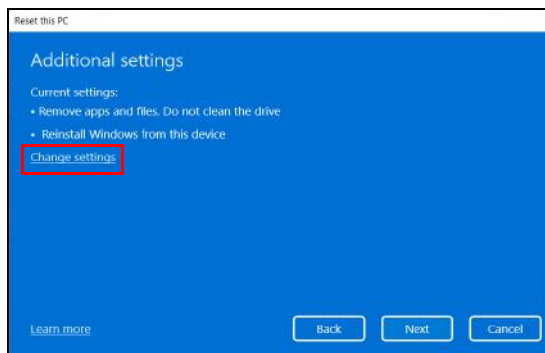 Reset this PC
Additional settings
Current settings:
• Remove apps and files. Do not clean the drive
• Reinstall Windows from this device
Change settings
Learn more
Back
Next
Cancel